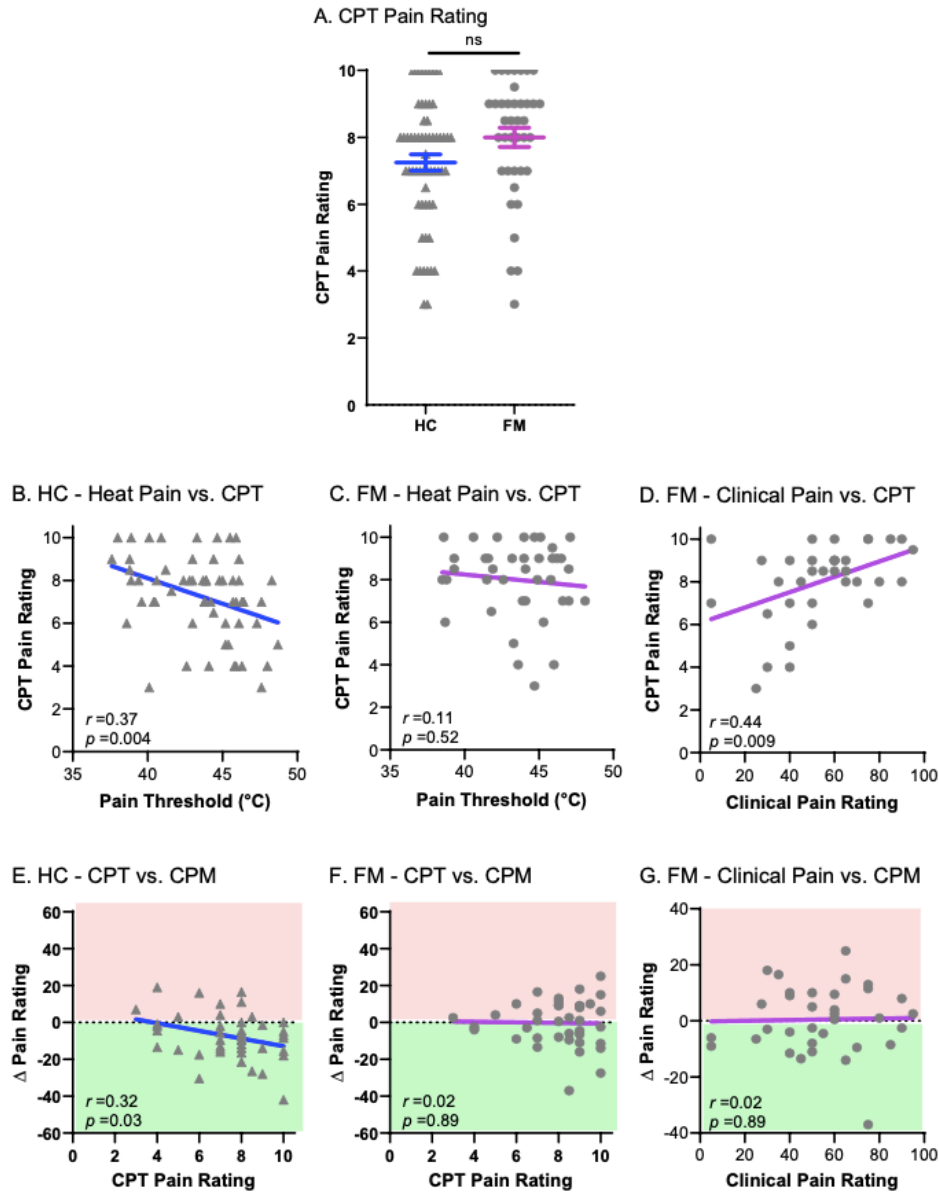 A. CPT Pain Rating
ns
10
8
6
4
2
0
CPT Pain Rating
HC FM
B. HC - Heat Pain vs. CPT
10
8
6
4
2
0
CPT Pain Rating
r =0.37
p =0.004
35 40 45 50
Pain Threshold (°C)
C. FM - Heat Pain vs. CPT
10
8
6
4
2
0
CPT Pain Rating
r =0.11
p =0.52
35 40 45 50
Pain Threshold (°C)
D. FM - Clinical Pain vs. CPT
10
8
6
4
2
0
CPT Pain Rating
r =0.44
p =0.009
0 20 40 60 80 100
Clinical Pain Rating
E. HC - CPT vs. CPM
60
40
20
0
-20
-40
-60
Δ Pain Rating
r =0.32
p =0.03
0 2 4 6 8 10
CPT Pain Rating
F. FM - CPT vs. CPM
60
40
20
0
-20
-40
-60
Δ Pain Rating
r =0.02
p =0.89
0 2 4 6 8 10
CPT Pain Rating
G. FM - Clinical Pain vs. CPM
40
20
0
-20
-40
Δ Pain Rating
r =0.02
p =0.89
0 20 40 60 80 100
Clinical Pain Rating